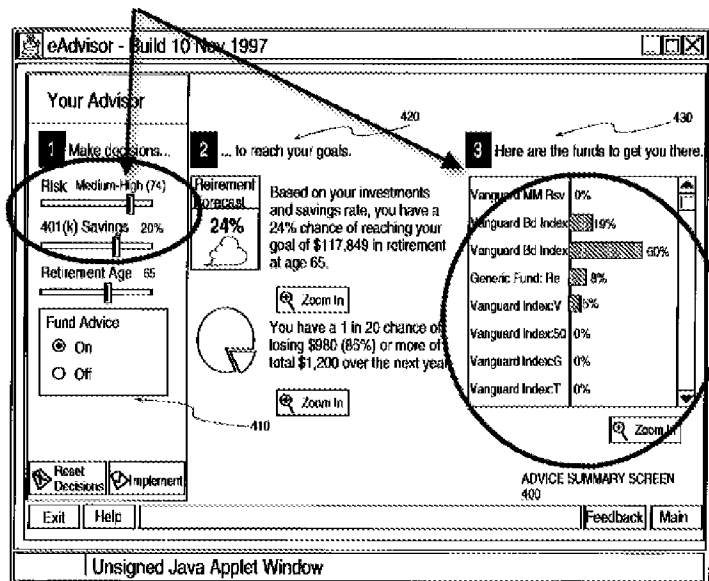 eAdvisor - Build 10 Nov 1997
Your Advisor
1 Make decisions...
Risk Medium-High (74)
401(k) Savings 20%
Retirement Age 65
Fund Advice
On
Off
410
Reset
Decisions
Implement
420
2 ... to reach your goals.
Reirement
Forecast
24%
Based on your investments
and savings rate, you have a
24% chance of reaching your
goal of $117,849 in retirement
at age 65.
Zoom In
You have a 1 in 20 chance of
losing $980 (86%) or more of
total $1,200 over the next year
Zoom In
430
3 Here are the funds to get you there.
Vanguard MM Rsv 0%
Vanguard Bd Index 19%
Vanguard Bd Index 60%
Generic Fund: Re 8%
Vanguard Index:V
Vanguard Index:50 0%
Vanguard Index:G 0%
Vanguard Index:T 0%
Zoom In
ADVICE SUMMARY SCREEN
400
Exit Help Feedback Main
Unsigned Java Applet Window